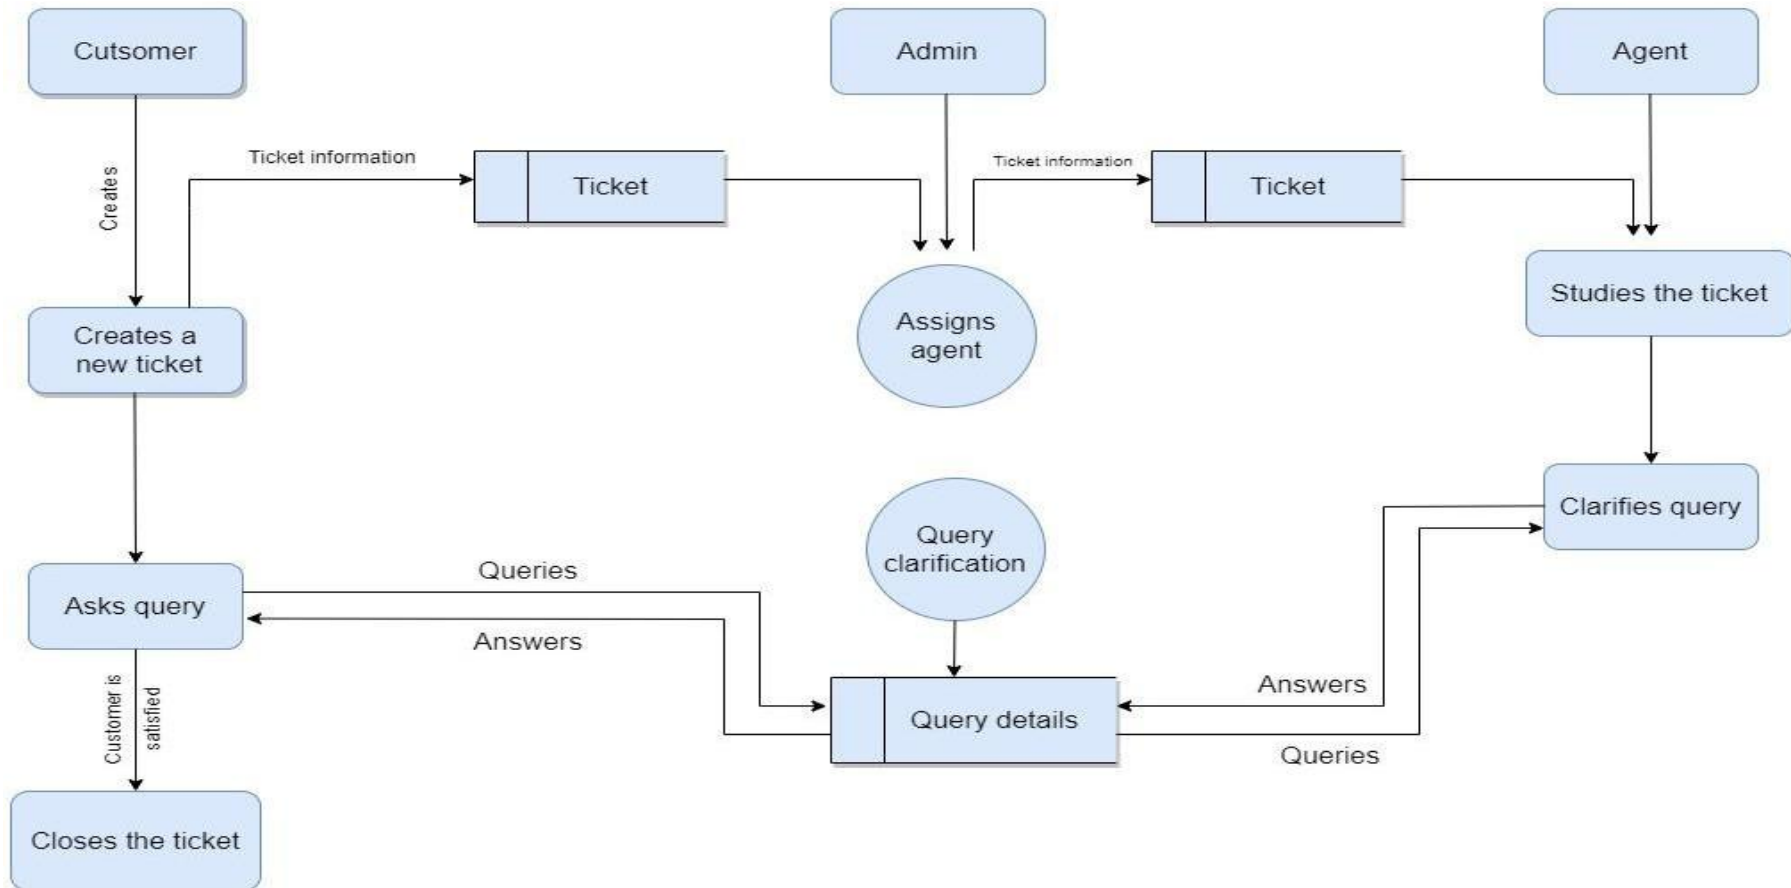 Cutsomer
Admin
Agent
Creates
Ticket information
Ticket
Ticket information
Ticket
Creates a
new ticket
Assigns
agent
Studies the ticket
Query
clarification
Clarifies query
Asks query
Queries
Answers
Customer is
satisfied
Query details
Answers
Queries
Closes the ticket